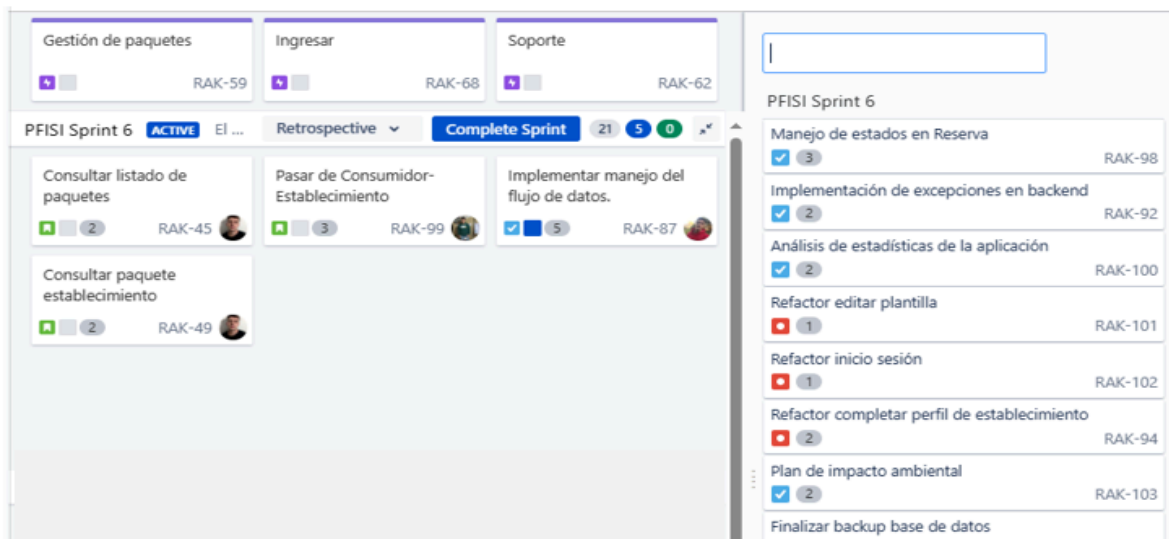 Gestión de paquetes
RAK-59
Ingresar
RAK-68
Soporte
RAK-62
PFISI Sprint 6 ACTIVE El ... Retrospective Complete Sprint 21 5 0
Consultar listado de
paquetes
2 RAK-45
Pasar de Consumidor-
Establecimiento
3 RAK-99
Implementar manejo del
flujo de datos.
5 RAK-87
Consultar paquete
establecimiento
2 RAK-49
PFISI Sprint 6
Manejo de estados en Reserva
3 RAK-98
Implementación de excepciones en backend
2 RAK-92
Análisis de estadísticas de la aplicación
2 RAK-100
Refactor editar plantilla
1 RAK-101
Refactor inicio sesión
1 RAK-102
Refactor completar perfil de establecimiento
2 RAK-94
Plan de impacto ambiental
2 RAK-103
Finalizar backup base de datos